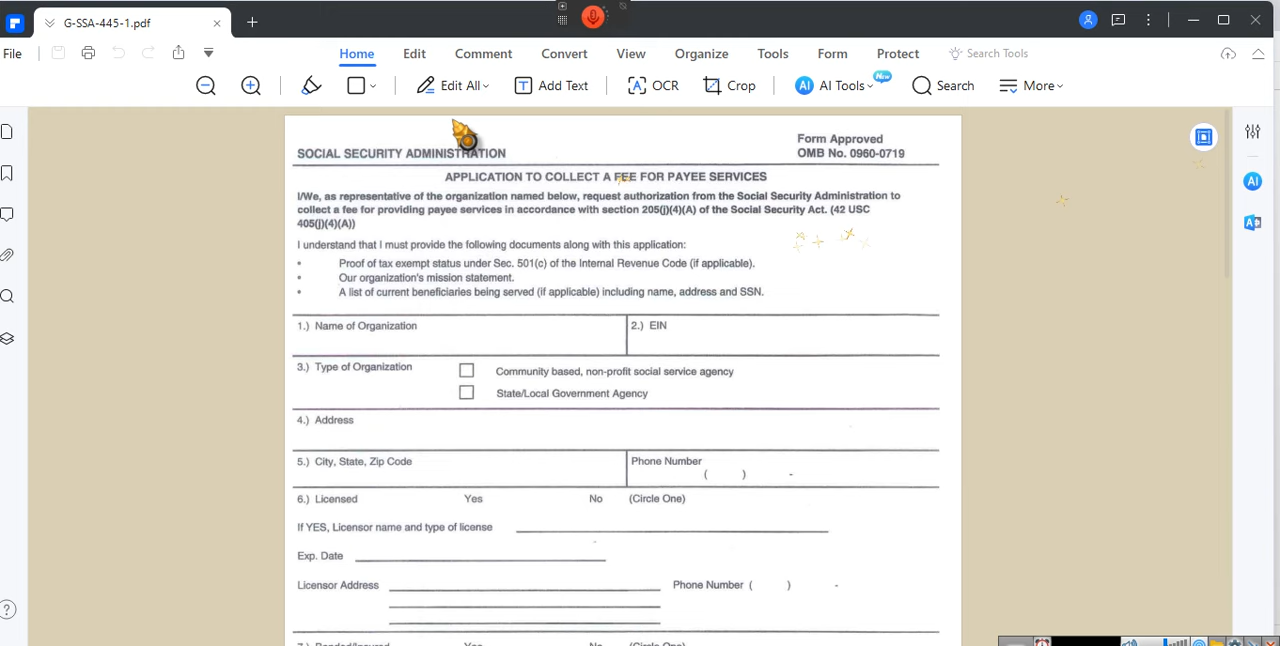 G-SSA-445-1.pdf
File
Home Edit Comment Convert View Organize Tools Form Protect Search Tools
Edit All Add Text OCR Crop AI AI Tools New Search More
SOCIAL SECURITY ADMINISTRATION
Form Approved
OMB No. 0960-0719
APPLICATION TO COLLECT A FEE FOR PAYEE SERVICES
I/We, as representative of the organization named below, request authorization from the Social Security Administration to
collect a fee for providing payee services in accordance with section 205(j)(4)(A) of the Social Security Act. (42 USC
405(j)(4)(A))
I understand that I must provide the following documents along with this application:
• Proof of tax exempt status under Sec. 501(c) of the Internal Revenue Code (if applicable).
• Our organization's mission statement.
• A list of current beneficiaries being served (if applicable) including name, address and SSN.
1.) Name of Organization
2.) EIN
3.) Type of Organization
Community based, non-profit social service agency
State/Local Government Agency
4.) Address
5.) City, State, Zip Code
Phone Number
( ) -
6.) Licensed Yes No (Circle One)
If YES, Licensor name and type of license
Exp. Date
Licensor Address
Phone Number ( ) -
7.) Bonded/Insured Yes No (Circle One)
AI